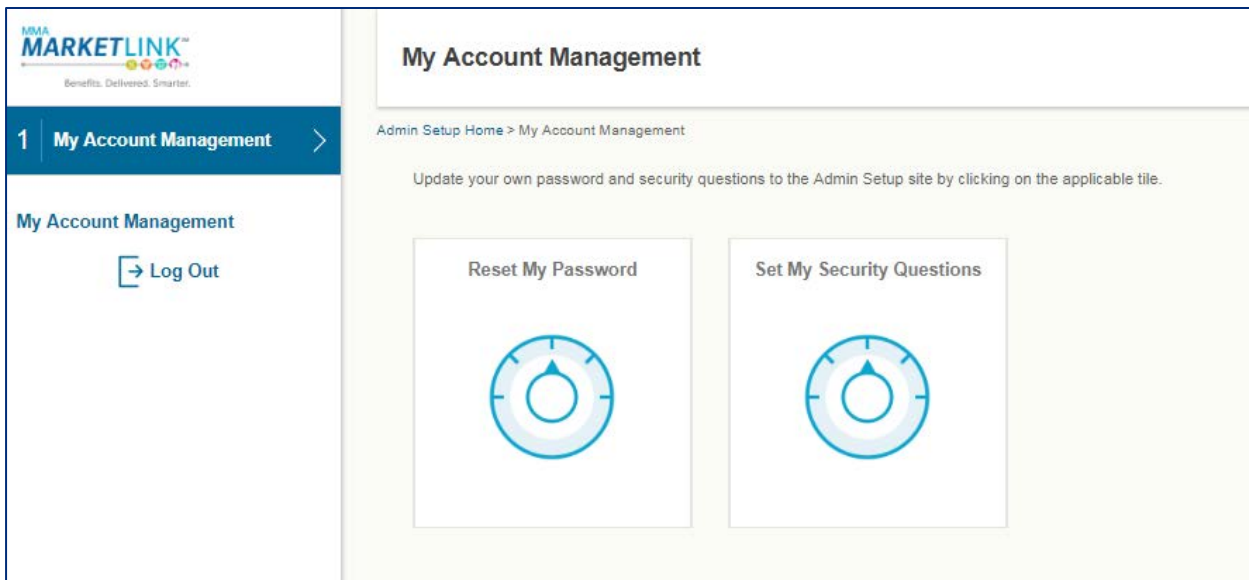 MMA
MARKETLINK™
Benefits. Delivered. Smarter.
1 My Account Management
My Account Management
Log Out
My Account Management
Admin Setup Home > My Account Management
Update your own password and security questions to the Admin Setup site by clicking on the applicable tile.
Reset My Password
Set My Security Questions